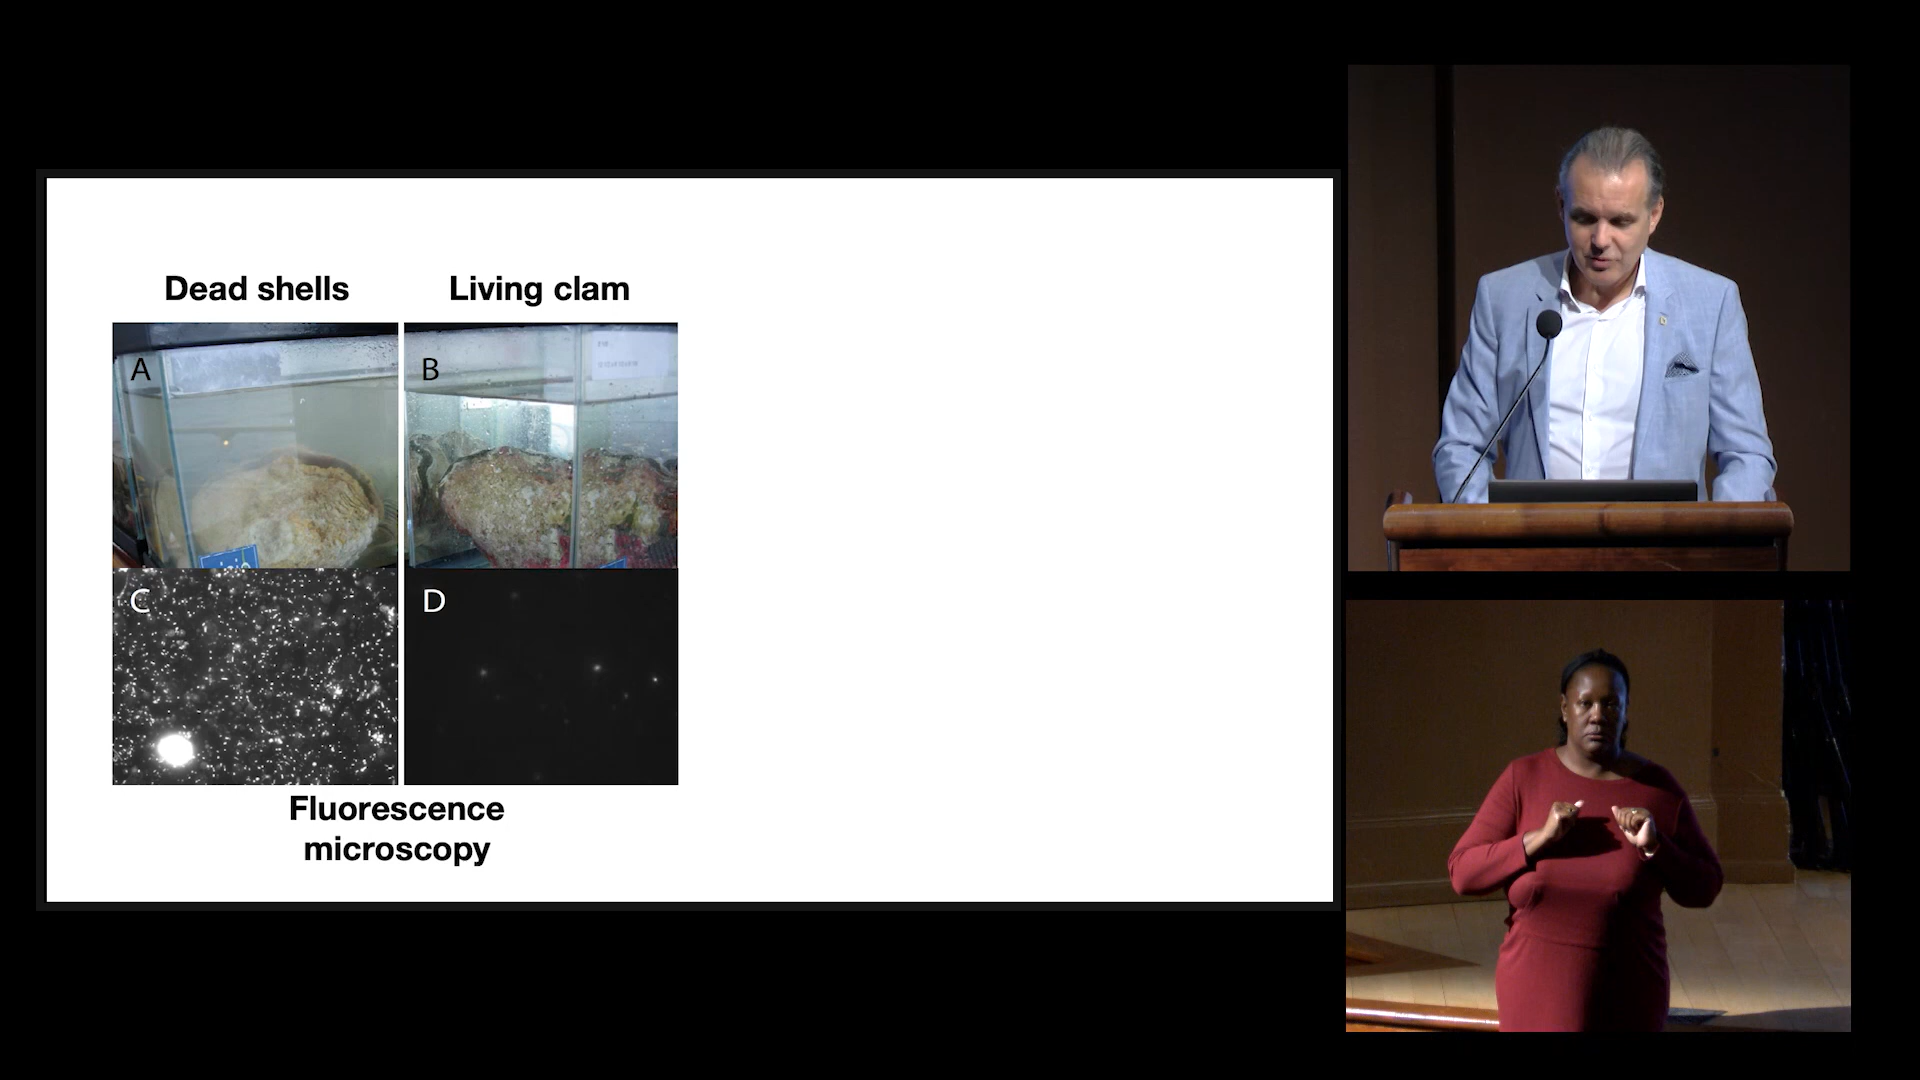 Dead shells
Living clam
A
B
C
D
Fluorescence
microscopy